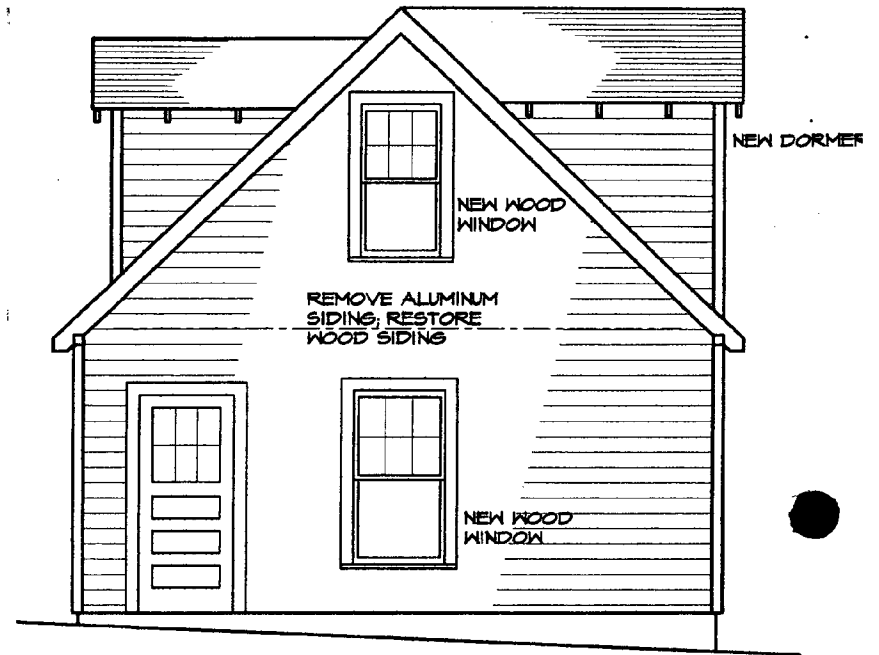 NEW DORMER
NEW WOOD
WINDOW
REMOVE ALUMINUM
SIDING; RESTORE
WOOD SIDING
NEW WOOD
WINDOW